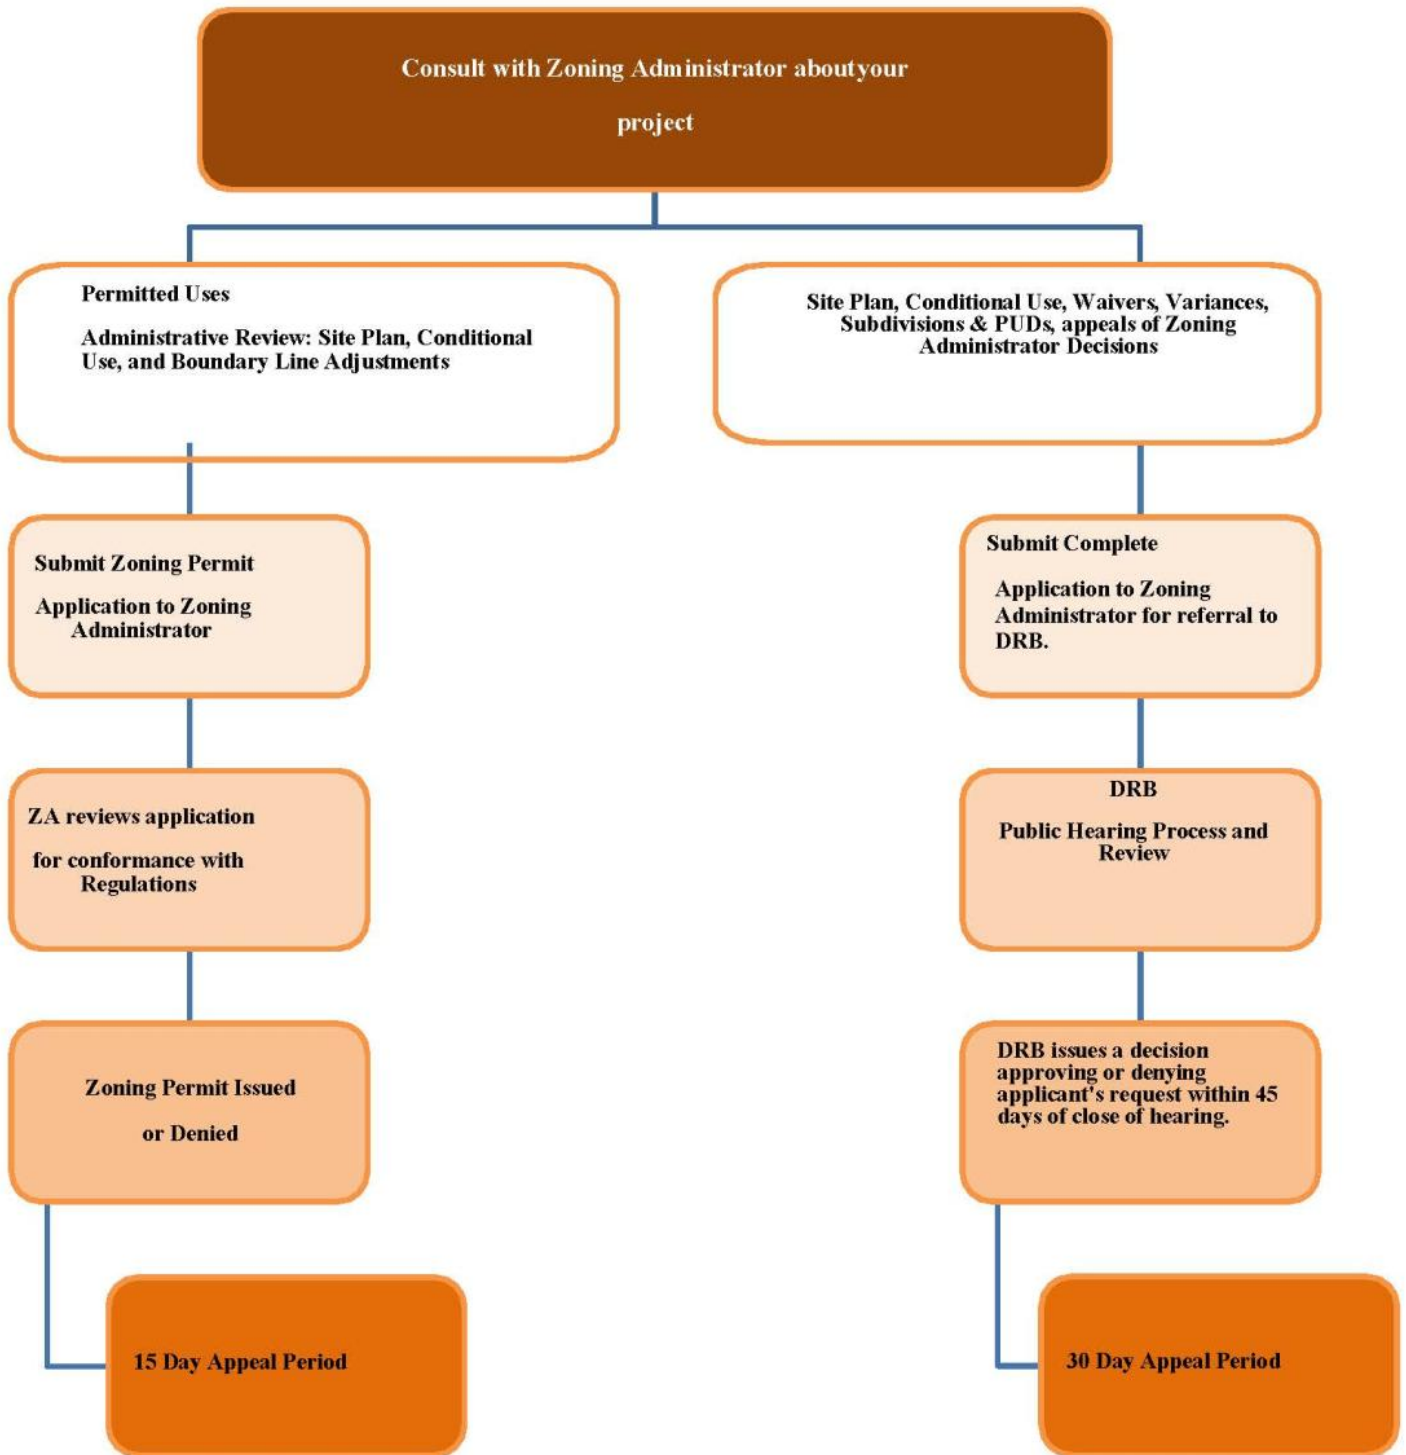 Consult with Zoning Administrator aboutyour
project
Permitted Uses
Administrative Review: Site Plan, Conditional
Use, and Boundary Line Adjustments
Site Plan, Conditional Use, Waivers, Variances,
Subdivisions & PUDs, appeals of Zoning
Administrator Decisions
Submit Zoning Permit
Application to Zoning
Administrator
Submit Complete
Application to Zoning
Administrator for referral to
DRB.
ZA reviews application
for conformance with
Regulations
DRB
Public Hearing Process and
Review
Zoning Permit Issued
or Denied
DRB issues a decision
approving or denying
applicant's request within 45
days of close of hearing.
15 Day Appeal Period
30 Day Appeal Period